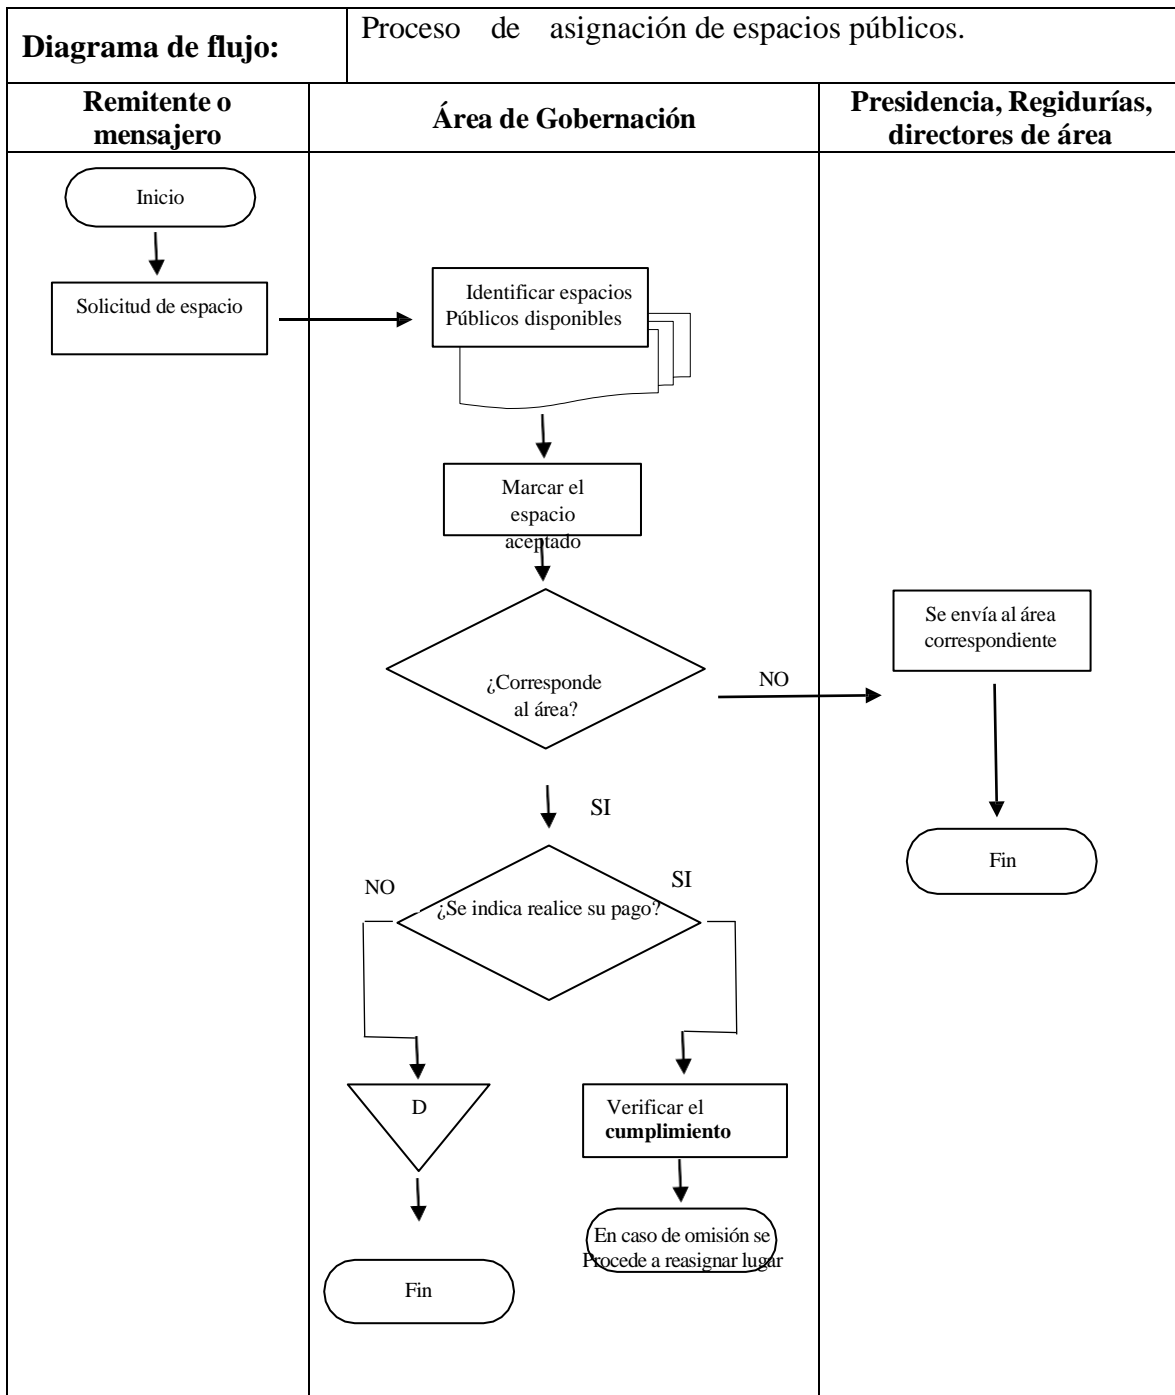 Diagrama de flujo:
Proceso de asignación de espacios públicos.
Remitente o
mensajero
Área de Gobernación
Presidencia, Regidurías,
directores de área
Inicio
Solicitud de espacio
Identificar espacios
Públicos disponibles
Marcar el
espacio
aceptado
¿Corresponde
al área?
NO
Se envía al área
correspondiente
Fin
SI
¿Se indica realice su pago?
NO
SI
D
Fin
Verificar el
cumplimiento
En caso de omisión se
Procede a reasignar lugar